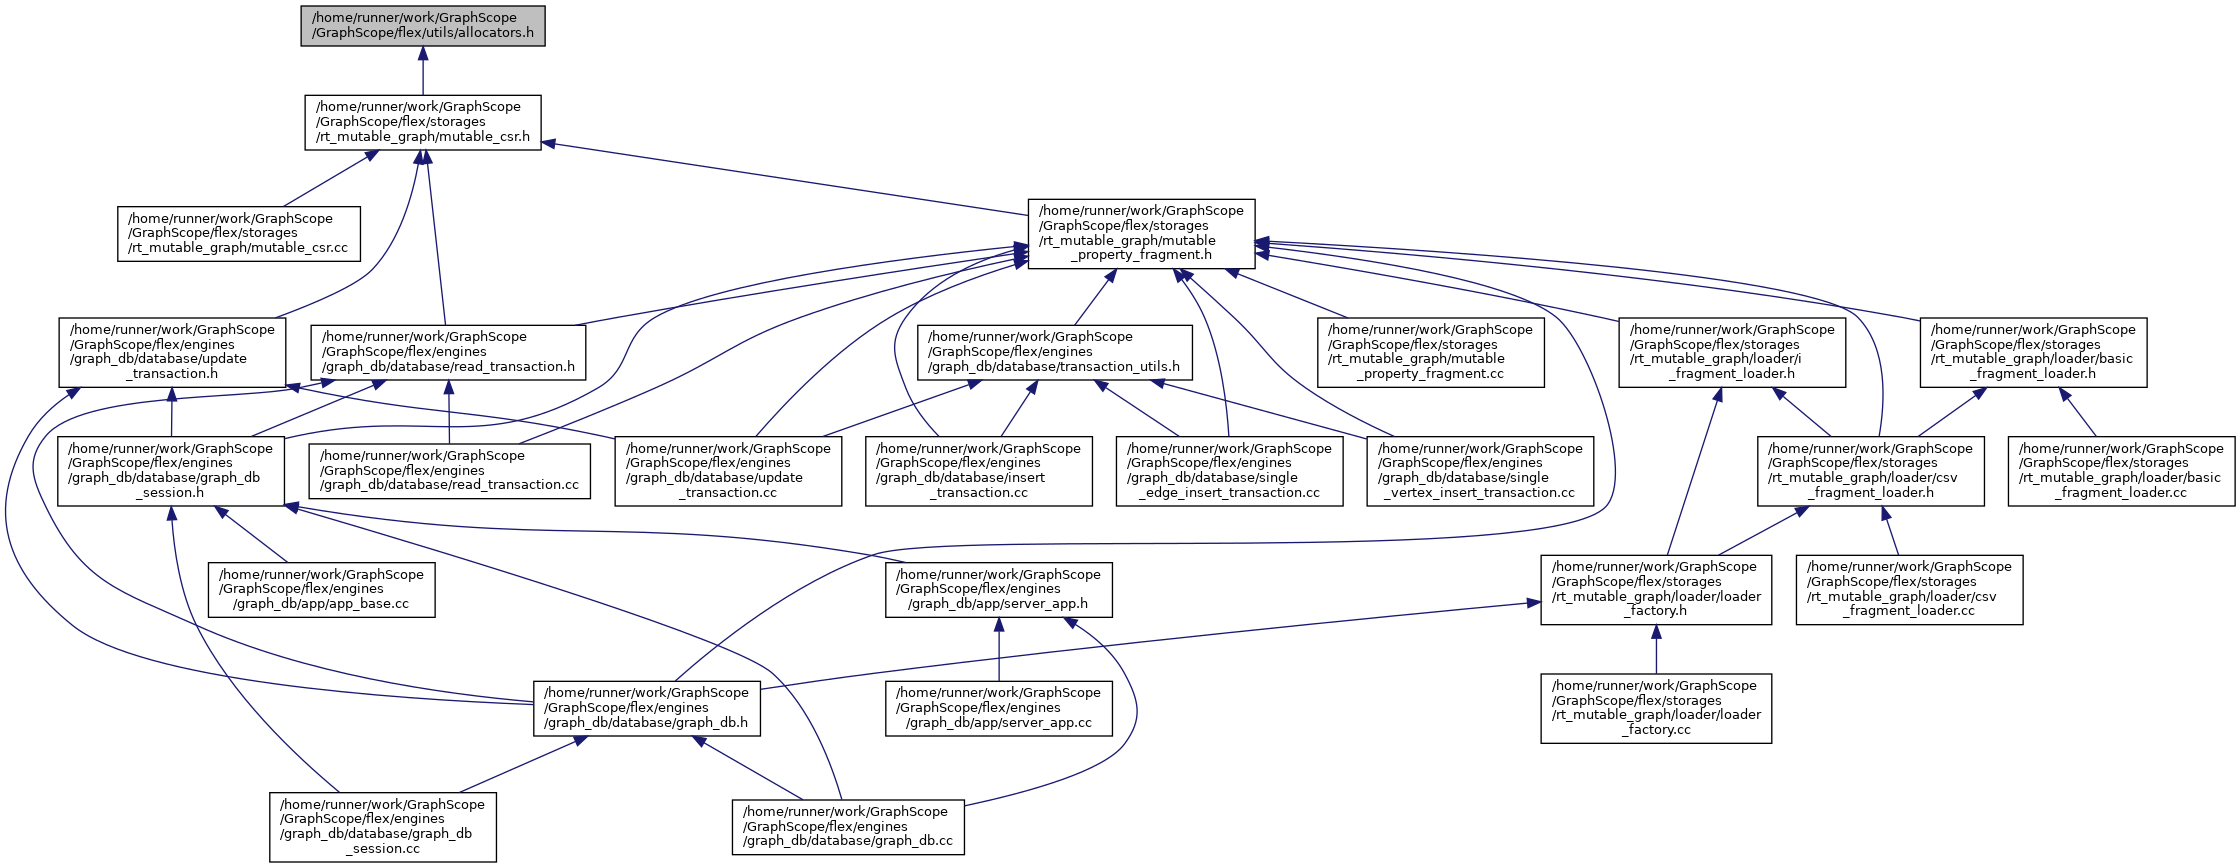 /home/runner/work/GraphScope
/GraphScope/flex/utils/allocators.h
/home/runner/work/GraphScope
/GraphScope/flex/storages
/rt_mutable_graph/mutable_csr.h
/home/runner/work/GraphScope
/GraphScope/flex/storages
/rt_mutable_graph/mutable_csr.cc
/home/runner/work/GraphScope
/GraphScope/flex/storages
/rt_mutable_graph/mutable
_property_fragment.h
/home/runner/work/GraphScope
/GraphScope/flex/engines
/graph_db/database/update
_transaction.h
/home/runner/work/GraphScope
/GraphScope/flex/engines
/graph_db/database/read_transaction.h
/home/runner/work/GraphScope
/GraphScope/flex/engines
/graph_db/database/transaction_utils.h
/home/runner/work/GraphScope
/GraphScope/flex/storages
/rt_mutable_graph/mutable
_property_fragment.cc
/home/runner/work/GraphScope
/GraphScope/flex/storages
/rt_mutable_graph/loader/i
_fragment_loader.h
/home/runner/work/GraphScope
/GraphScope/flex/storages
/rt_mutable_graph/loader/basic
_fragment_loader.h
/home/runner/work/GraphScope
/GraphScope/flex/engines
/graph_db/database/graph_db
_session.h
/home/runner/work/GraphScope
/GraphScope/flex/engines
/graph_db/database/read_transaction.cc
/home/runner/work/GraphScope
/GraphScope/flex/engines
/graph_db/database/update
_transaction.cc
/home/runner/work/GraphScope
/GraphScope/flex/engines
/graph_db/database/insert
_transaction.cc
/home/runner/work/GraphScope
/GraphScope/flex/engines
/graph_db/database/single
_edge_insert_transaction.cc
/home/runner/work/GraphScope
/GraphScope/flex/engines
/graph_db/database/single
_vertex_insert_transaction.cc
/home/runner/work/GraphScope
/GraphScope/flex/storages
/rt_mutable_graph/loader/csv
_fragment_loader.h
/home/runner/work/GraphScope
/GraphScope/flex/storages
/rt_mutable_graph/loader/basic
_fragment_loader.cc
/home/runner/work/GraphScope
/GraphScope/flex/engines
/graph_db/app/app_base.cc
/home/runner/work/GraphScope
/GraphScope/flex/engines
/graph_db/app/server_app.h
/home/runner/work/GraphScope
/GraphScope/flex/storages
/rt_mutable_graph/loader/loader
_factory.h
/home/runner/work/GraphScope
/GraphScope/flex/storages
/rt_mutable_graph/loader/csv
_fragment_loader.cc
/home/runner/work/GraphScope
/GraphScope/flex/engines
/graph_db/database/graph_db.h
/home/runner/work/GraphScope
/GraphScope/flex/engines
/graph_db/app/server_app.cc
/home/runner/work/GraphScope
/GraphScope/flex/storages
/rt_mutable_graph/loader/loader
_factory.cc
/home/runner/work/GraphScope
/GraphScope/flex/engines
/graph_db/database/graph_db
_session.cc
/home/runner/work/GraphScope
/GraphScope/flex/engines
/graph_db/database/graph_db.cc